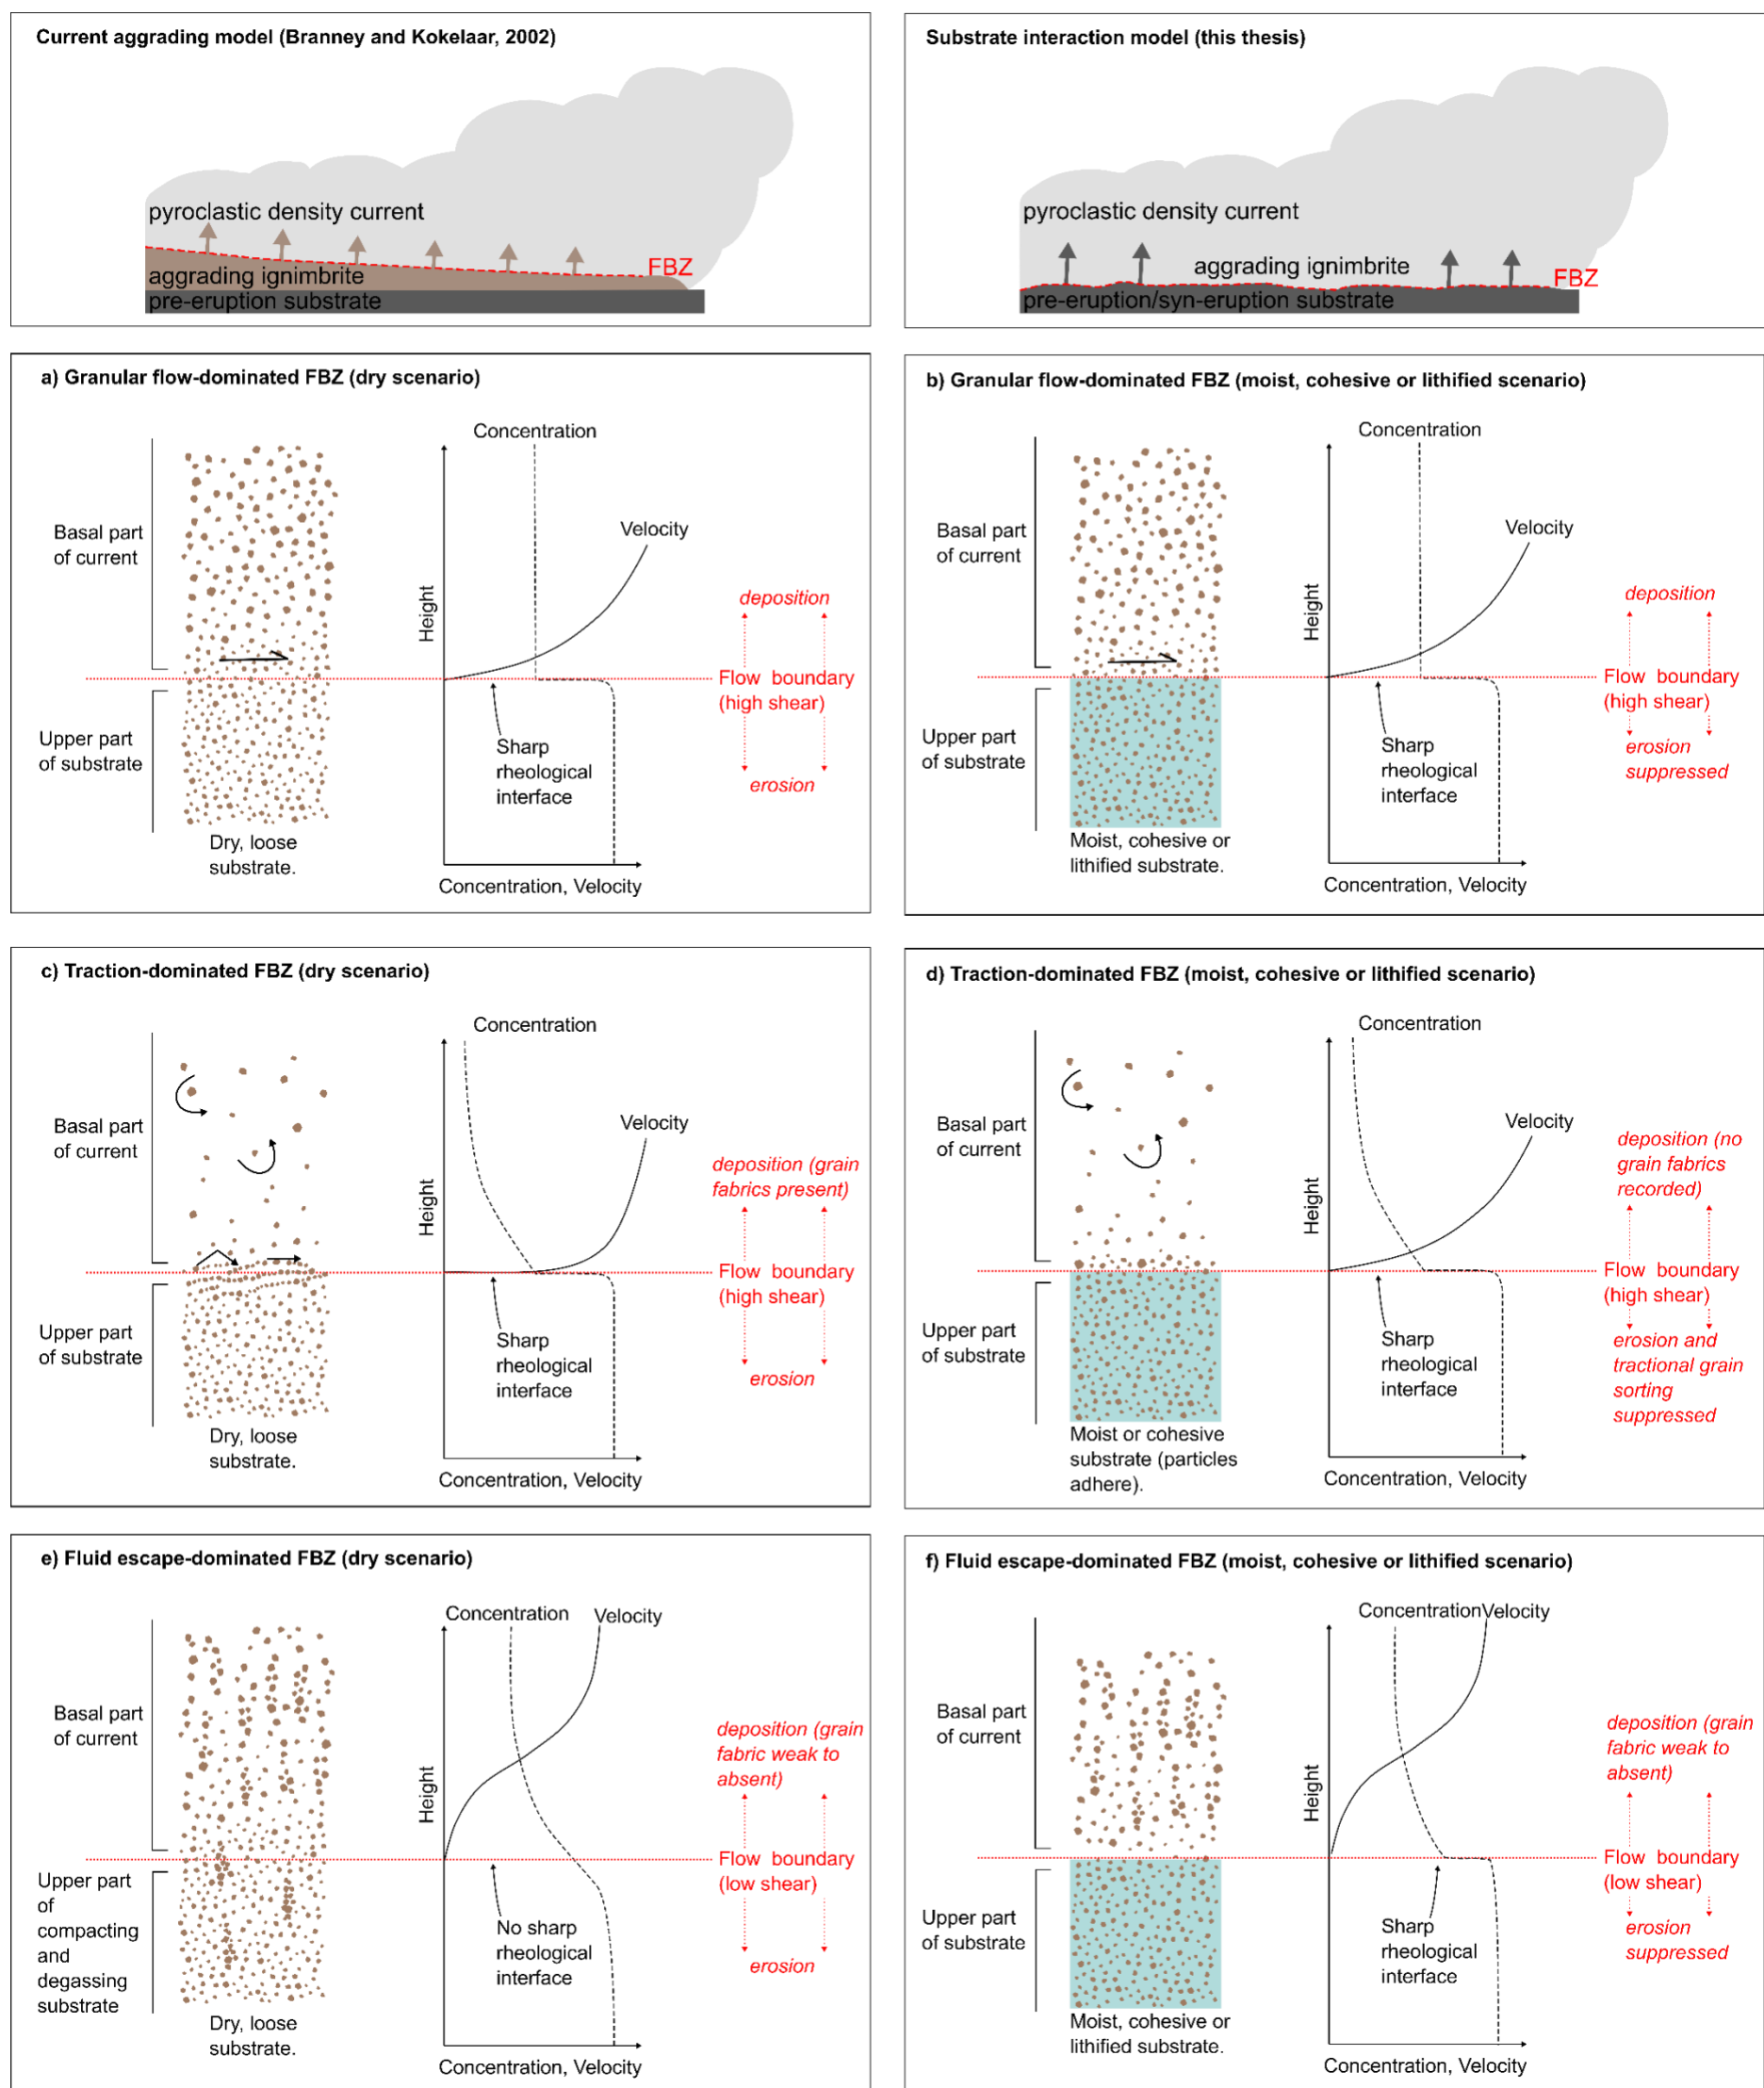 Current aggrading model (Branney and Kokelaar, 2002)
pyroclastic density current
aggrading ignimbrite
FBZ
pre-eruption substrate
Substrate interaction model (this thesis)
pyroclastic density current
aggrading ignimbrite
FBZ
pre-eruption/syn-eruption substrate
a) Granular flow-dominated FBZ (dry scenario)
Concentration
Velocity
Basal part
of current
Height
deposition
Flow boundary
(high shear)
Upper part
of substrate
Sharp
rheological
interface
erosion
Dry, loose
substrate.
Concentration, Velocity
b) Granular flow-dominated FBZ (moist, cohesive or lithified scenario)
Concentration
Velocity
Basal part
of current
Height
deposition
Flow boundary
(high shear)
Upper part
of substrate
Sharp
rheological
interface
erosion
suppressed
Moist, cohesive or
lithified substrate.
Concentration, Velocity
c) Traction-dominated FBZ (dry scenario)
Concentration
Velocity
Basal part
of current
Height
deposition (grain
fabrics present)
Flow boundary
(high shear)
Upper part
of substrate
Sharp
rheological
interface
erosion
Dry, loose
substrate.
Concentration, Velocity
d) Traction-dominated FBZ (moist, cohesive or lithified scenario)
Concentration
Velocity
Basal part
of current
Height
deposition (no
grain fabrics
recorded)
Flow boundary
(high shear)
Upper part
of substrate
Sharp
rheological
interface
erosion and
tractional grain
sorting
suppressed
Moist or cohesive
substrate (particles
adhere).
Concentration, Velocity
e) Fluid escape-dominated FBZ (dry scenario)
Concentration
Velocity
Basal part
of current
Height
deposition (grain
fabric weak to
absent)
Flow boundary
(low shear)
Upper part
of
compacting
and
degassing
substrate
No sharp
rheological
interface
erosion
Dry, loose
substrate.
Concentration, Velocity
f) Fluid escape-dominated FBZ (moist, cohesive or lithified scenario)
Concentration
Velocity
Basal part
of current
Height
deposition (grain
fabric weak to
absent)
Flow boundary
(low shear)
Upper part
of substrate
Sharp
rheological
interface
erosion
suppressed
Moist, cohesive or
lithified substrate.
Concentration, Velocity